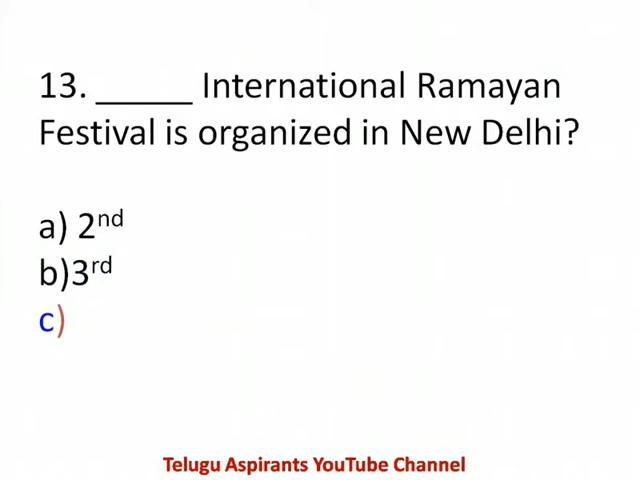 13. _____ International Ramayan
Festival is organized in New Delhi?
a) 2nd
b)3rd
c)
Telugu Aspirants YouTube Channel